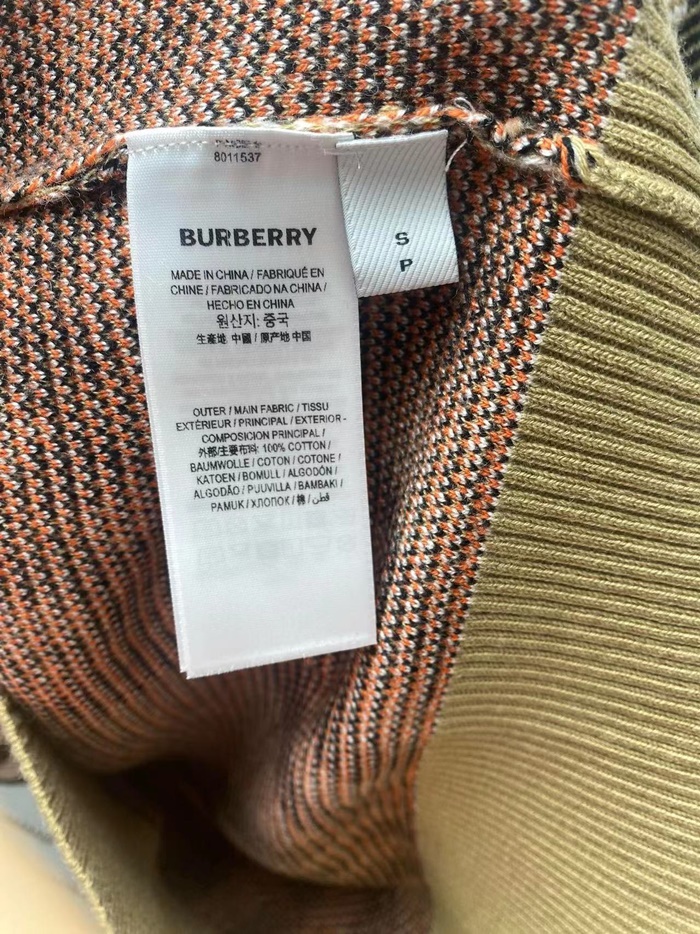 8011537
BURBERRY
S
P
MADE IN CHINA / FABRIQUÉ EN
CHINE / FABRICADO NA CHINA /
HECHO EN CHINA
원산지: 중국
生産地 中國 / 原产地 中国
OUTER / MAIN FABRIC / TISSU
EXTÉRIEUR / PRINCIPAL / EXTERIOR -
COMPOSICION PRINCIPAL /
外部/主要布料: 100% COTTON /
BAUMWOLLE / COTON / COTONE /
KATOEN / BOMULL / ALGODÓN /
ALGODÃO / PUUVILLA / BAMBAKI /
PAMUK / ХЛОПОК / 棉 / قطن